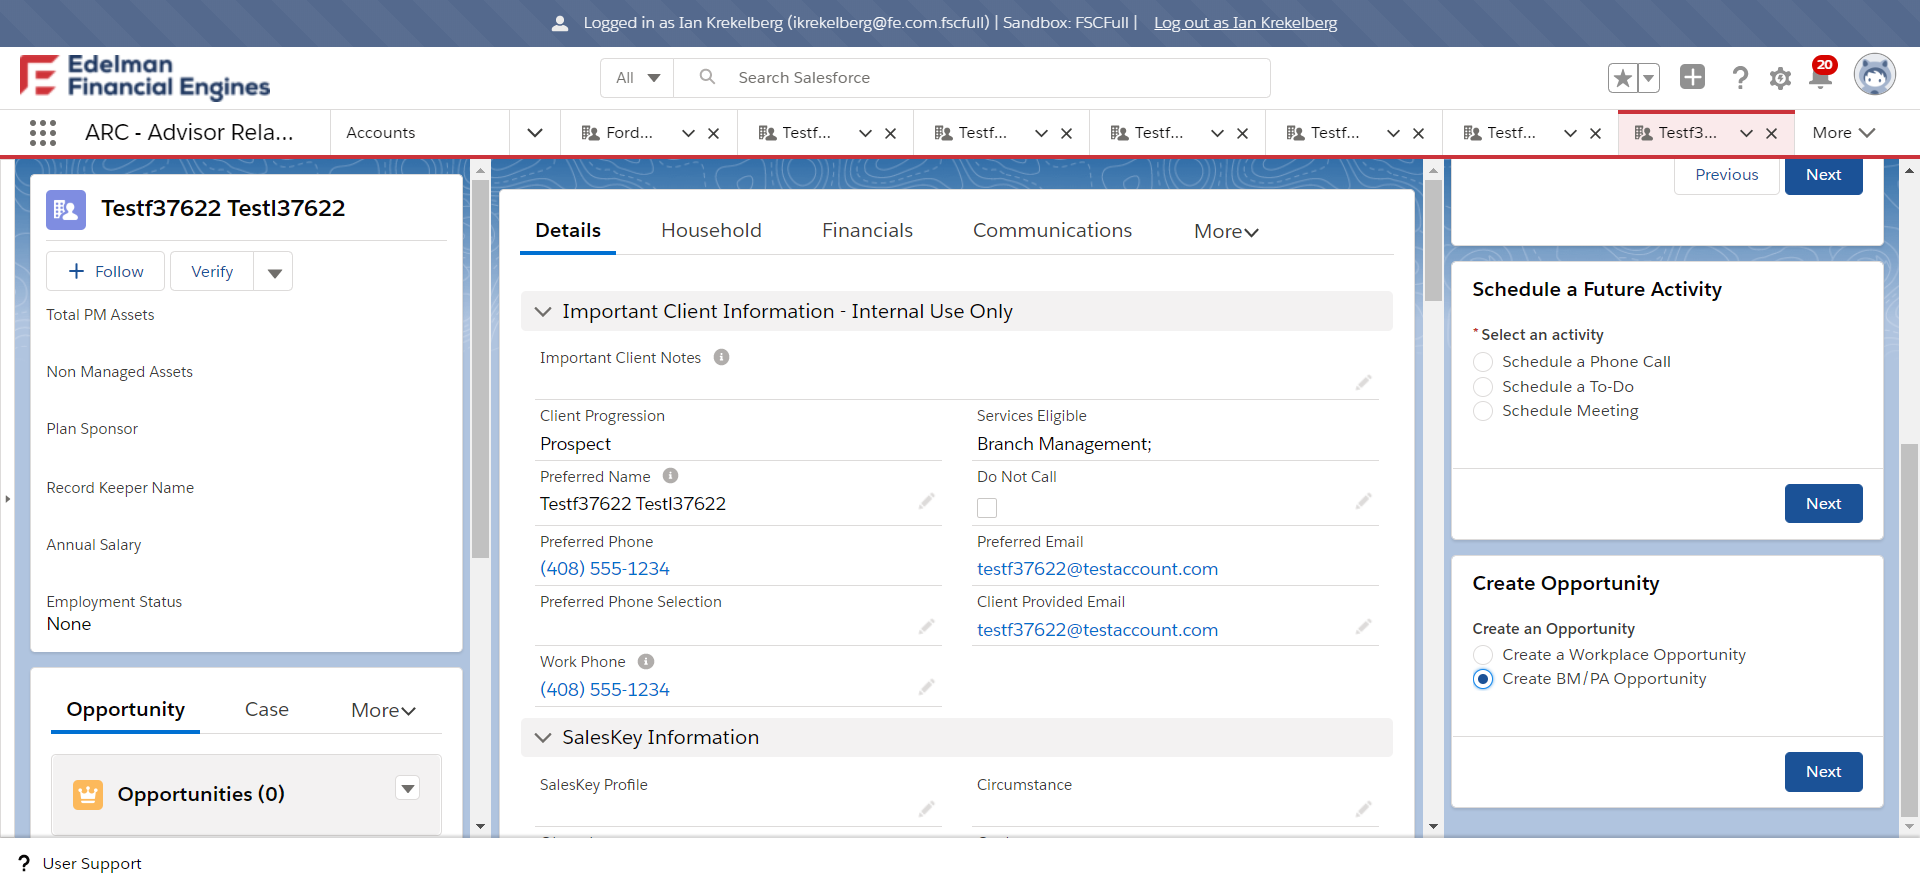 Logged in as Ian Krekelberg (ikrekelberg@fe.com.fscfull) | Sandbox: FSCFull | Log out as Ian Krekelberg
Edelman
Financial Engines
All
Search Salesforce
20
ARC - Advisor Rela...
Accounts
Ford...
Testf...
Testf...
Testf...
Testf...
Testf...
Testf3...
More
Testf37622 Testl37622
Follow
Verify
Total PM Assets
Non Managed Assets
Plan Sponsor
Record Keeper Name
Annual Salary
Employment Status
None
Opportunity
Case
More
Opportunities (0)
Details
Household
Financials
Communications
More
Important Client Information - Internal Use Only
Important Client Notes
Client Progression
Prospect
Services Eligible
Branch Management;
Preferred Name
Testf37622 Testl37622
Do Not Call
Preferred Phone
(408) 555-1234
Preferred Email
testf37622@testaccount.com
Preferred Phone Selection
Client Provided Email
testf37622@testaccount.com
Work Phone
(408) 555-1234
SalesKey Information
SalesKey Profile
Circumstance
Previous
Next
Schedule a Future Activity
* Select an activity
Schedule a Phone Call
Schedule a To-Do
Schedule Meeting
Next
Create Opportunity
Create an Opportunity
Create a Workplace Opportunity
Create BM/PA Opportunity
Next
? User Support